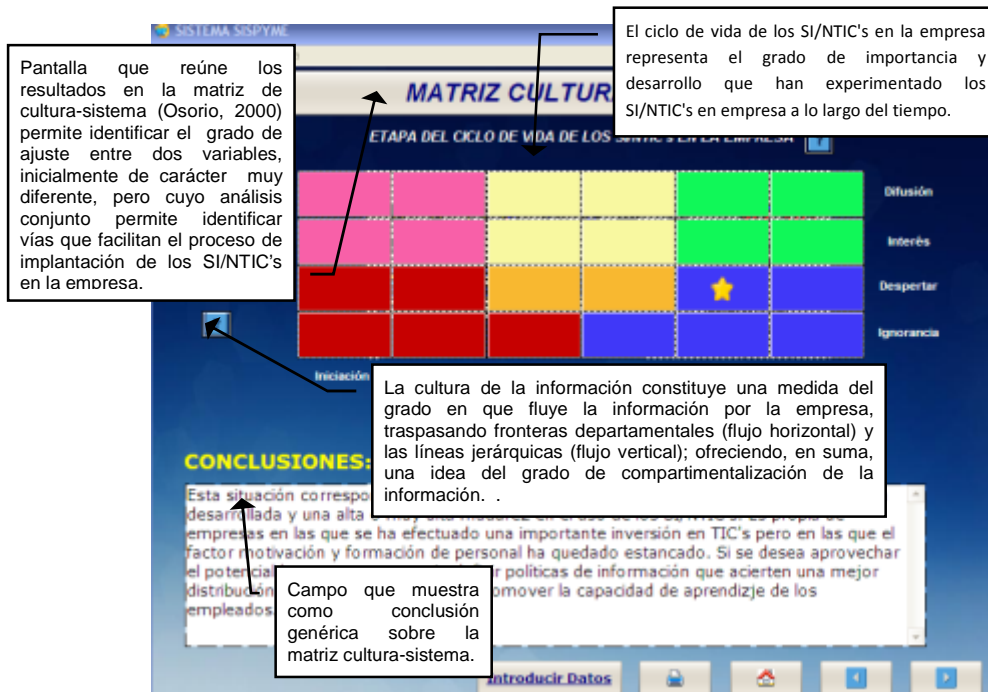 SISTEMA SISPYME
El ciclo de vida de los SI/NTIC's en la empresa
representa el grado de importancia y
desarrollo que han experimentado los
SI/NTIC's en empresa a lo largo del tiempo.
Pantalla que reúne los
resultados en la matriz de
cultura-sistema (Osorio, 2000)
permite identificar el grado de
ajuste entre dos variables,
inicialmente de carácter muy
diferente, pero cuyo análisis
conjunto permite identificar
vías que facilitan el proceso de
implantación de los SI/NTIC's
en la empresa.
MATRIZ CULTUR
ETAPA DEL CICLO DE VIDA DE LOS SI/NTIC's EN LA EMPRESA
Difusión
Interés
Despertar
Ignorancia
Iniciación
La cultura de la información constituye una medida del
grado en que fluye la información por la empresa,
traspasando fronteras departamentales (flujo horizontal) y
las líneas jerárquicas (flujo vertical); ofreciendo, en suma,
una idea del grado de compartimentalización de la
información. .
CONCLUSIONES:
Esta situación correspo
desarrollada y una alta
empresas en las que se ha efectuado una importante inversión en TIC's pero en las que el
factor motivación y formación de personal ha quedado estancado. Si se desea aprovechar
el potencial políticas de información que acierten una mejor
distribución omover la capacidad de aprendizje de los
empleados
Campo que muestra
como conclusión
genérica sobre la
matriz cultura-sistema.
Introducir Datos